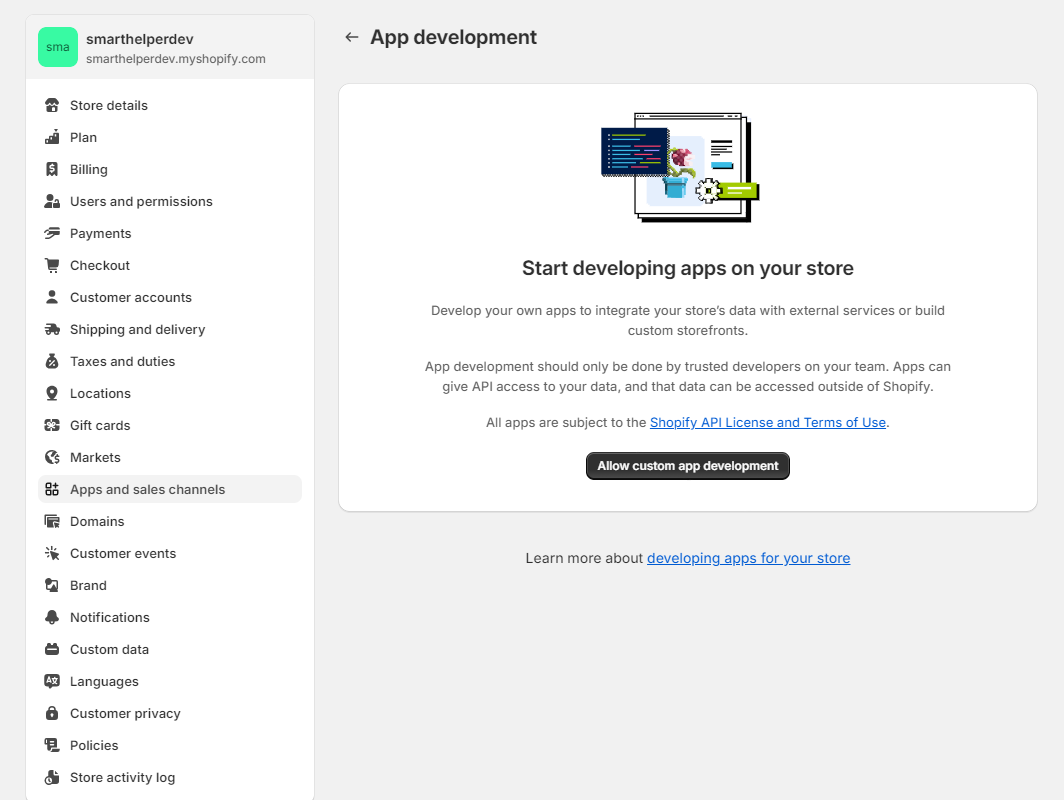 sma
smarthelperdev
smarthelperdev.myshopify.com
Store details
Plan
Billing
Users and permissions
Payments
Checkout
Customer accounts
Shipping and delivery
Taxes and duties
Locations
Gift cards
Markets
Apps and sales channels
Domains
Customer events
Brand
Notifications
Custom data
Languages
Customer privacy
Policies
Store activity log
App development
Start developing apps on your store
Develop your own apps to integrate your store’s data with external services or build
custom storefronts.
App development should only be done by trusted developers on your team. Apps can
give API access to your data, and that data can be accessed outside of Shopify.
All apps are subject to the Shopify API License and Terms of Use.
Allow custom app development
Learn more about developing apps for your store